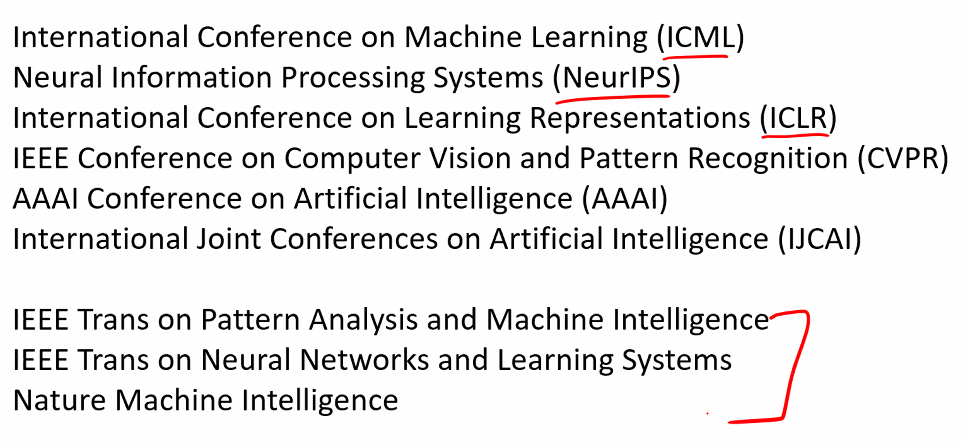 International Conference on Machine Learning (ICML)
Neural Information Processing Systems (NeurIPS)
International Conference on Learning Representations (ICLR)
IEEE Conference on Computer Vision and Pattern Recognition (CVPR)
AAAI Conference on Artificial Intelligence (AAAI)
International Joint Conferences on Artificial Intelligence (IJCAI)
IEEE Trans on Pattern Analysis and Machine Intelligence
IEEE Trans on Neural Networks and Learning Systems
Nature Machine Intelligence